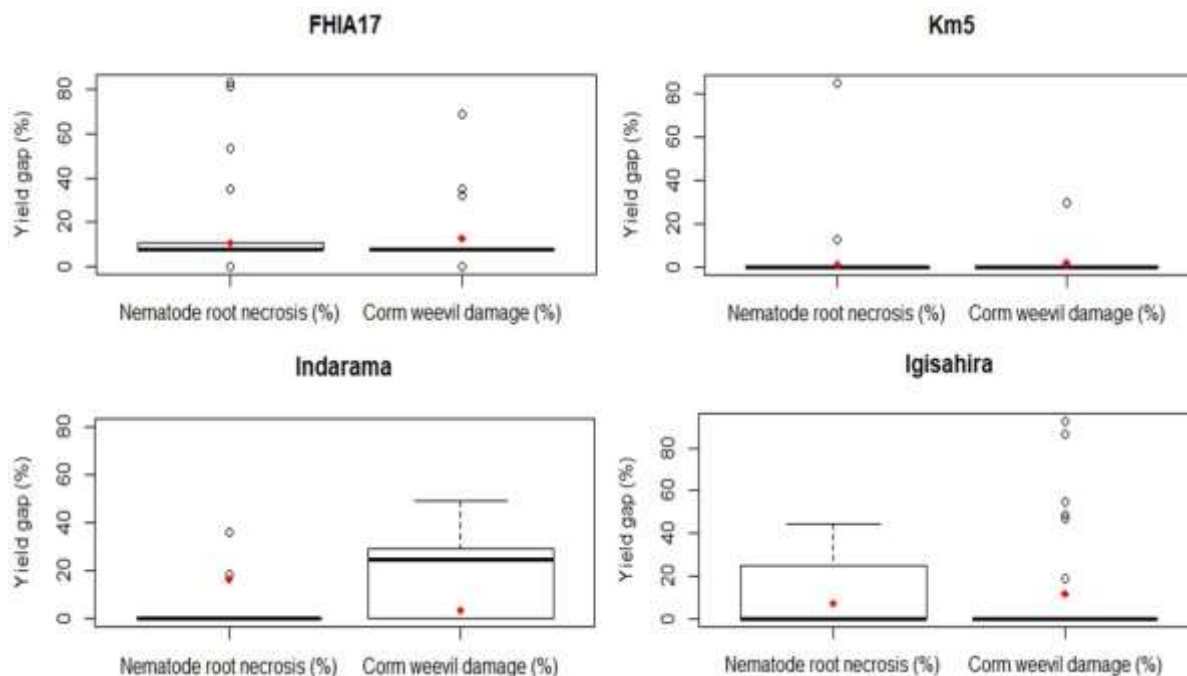 FHIA17
Yield gap (%)
80
60
40
20
0
Nematode root necrosis (%) Corm weevil damage (%)
Km5
Yield gap (%)
80
60
40
20
0
Nematode root necrosis (%) Corm weevil damage (%)
Indarama
Yield gap (%)
80
60
40
20
0
Nematode root necrosis (%) Corm weevil damage (%)
Igisahira
Yield gap (%)
80
60
40
20
0
Nematode root necrosis (%) Corm weevil damage (%)